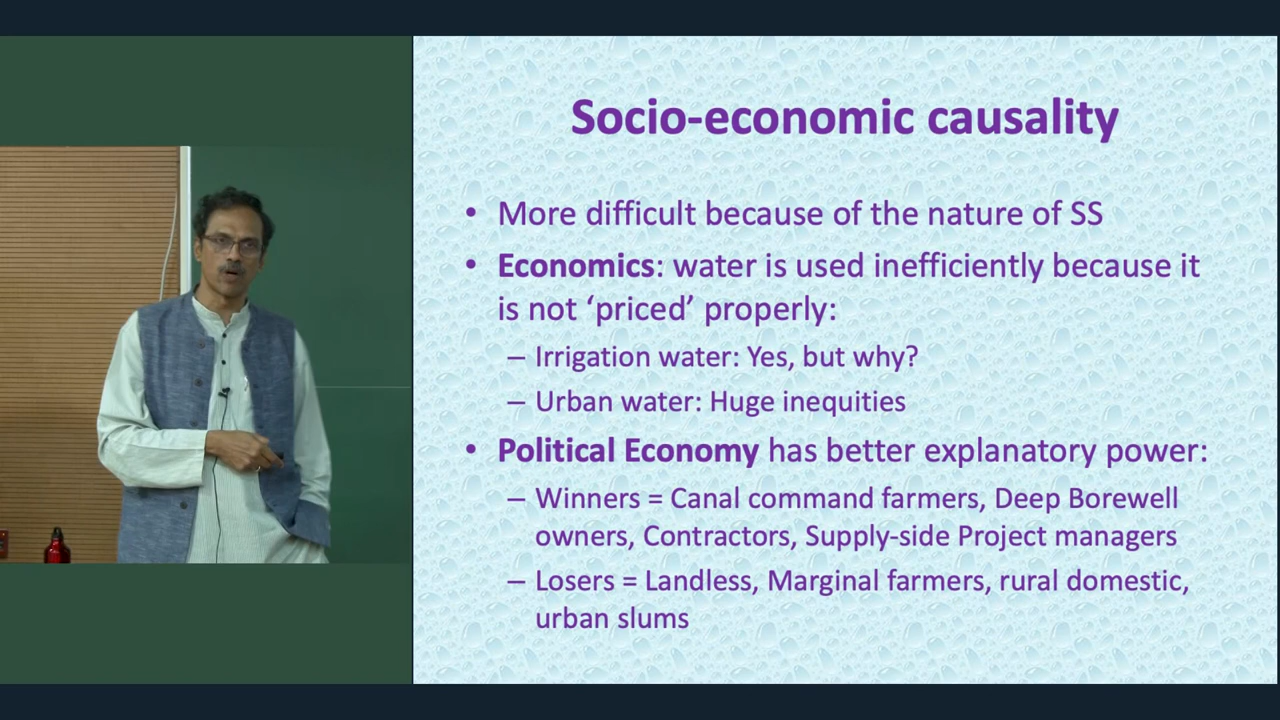 Socio-economic causality
• More difficult because of the nature of SS
• Economics: water is used inefficiently because it
is not ‘priced’ properly:
– Irrigation water: Yes, but why?
– Urban water: Huge inequities
• Political Economy has better explanatory power:
– Winners = Canal command farmers, Deep Borewell
owners, Contractors, Supply-side Project managers
– Losers = Landless, Marginal farmers, rural domestic,
urban slums